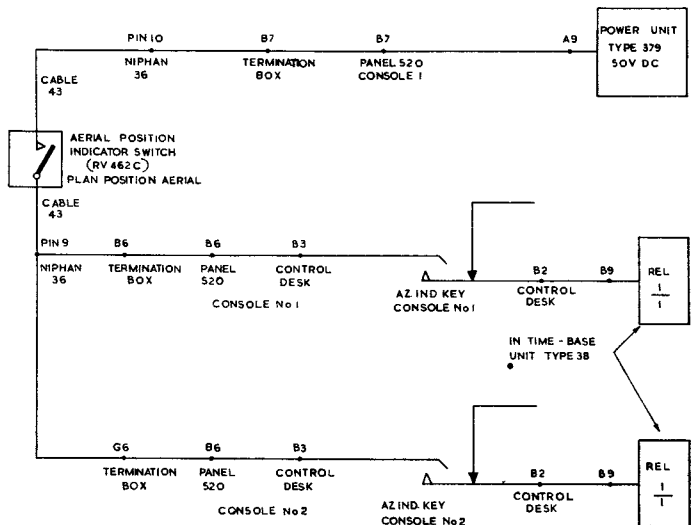 PIN 10
B7
B7
A9
POWER UNIT
TYPE 379
50V DC
NIPHAN
36
TERMINATION
BOX
PANEL 520
CONSOLE 1
CABLE
43
AERIAL POSITION
INDICATOR SWITCH
(RV 462C)
PLAN POSITION AERIAL
CABLE
43
PIN 9
B6
B6
B3
NIPHAN
36
TERMINATION
BOX
PANEL
520
CONTROL
DESK
CONSOLE No 1
AZ IND KEY
CONSOLE No 1
B2
B9
CONTROL
DESK
REL
1
1
IN TIME - BASE
UNIT TYPE 38
G6
B6
B3
TERMINATION
BOX
PANEL
520
CONTROL
DESK
CONSOLE No 2
AZ IND KEY
CONSOLE No 2
B2
B9
CONTROL
DESK
REL
1
1